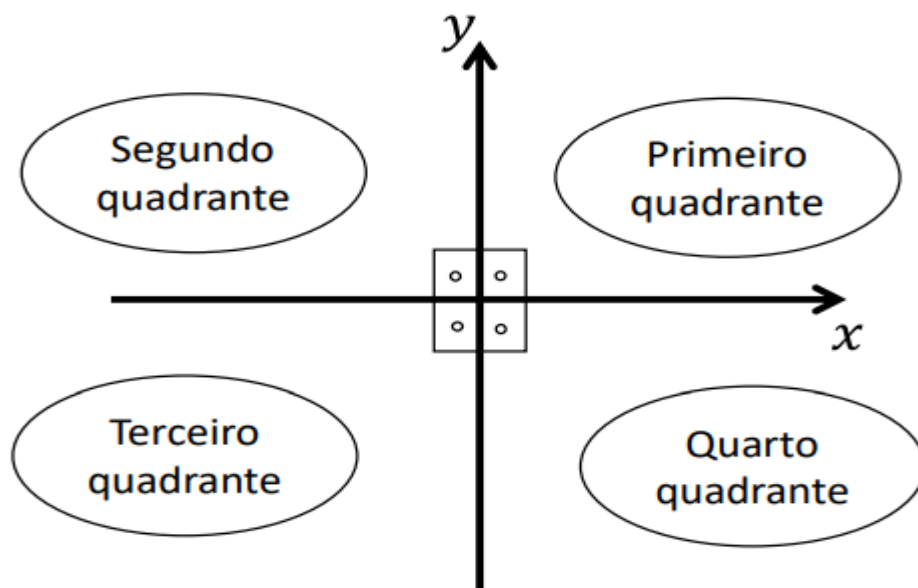 y
Segundo
quadrante
Primeiro
quadrante
x
Terceiro
quadrante
Quarto
quadrante